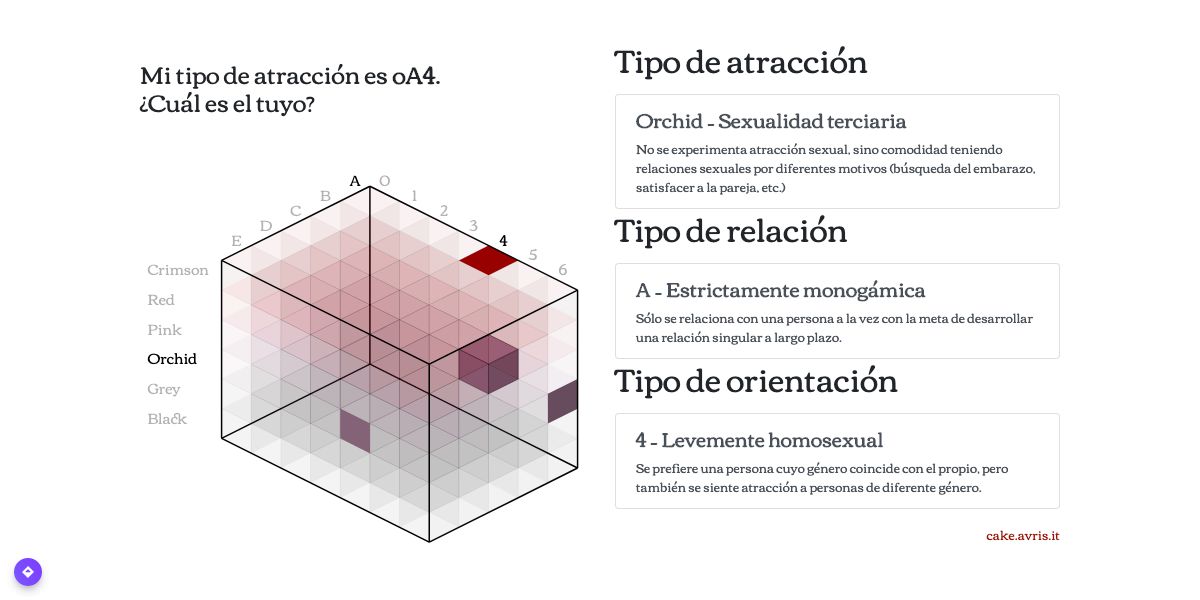 Mi tipo de atracción es oA4.
¿Cuál es el tuyo?
A
0
B
1
C
2
D
3
E
4
5
6
Crimson
Red
Pink
Orchid
Grey
Black
Tipo de atracción
Orchid - Sexualidad terciaria
No se experimenta atracción sexual, sino comodidad teniendo
relaciones sexuales por diferentes motivos (búsqueda del embarazo,
satisfacer a la pareja, etc.)
Tipo de relación
A - Estrictamente monogámica
Sólo se relaciona con una persona a la vez con la meta de desarrollar
una relación singular a largo plazo.
Tipo de orientación
4 - Levemente homosexual
Se prefiere una persona cuyo género coincide con el propio, pero
también se siente atracción a personas de diferente género.
cake.avris.it